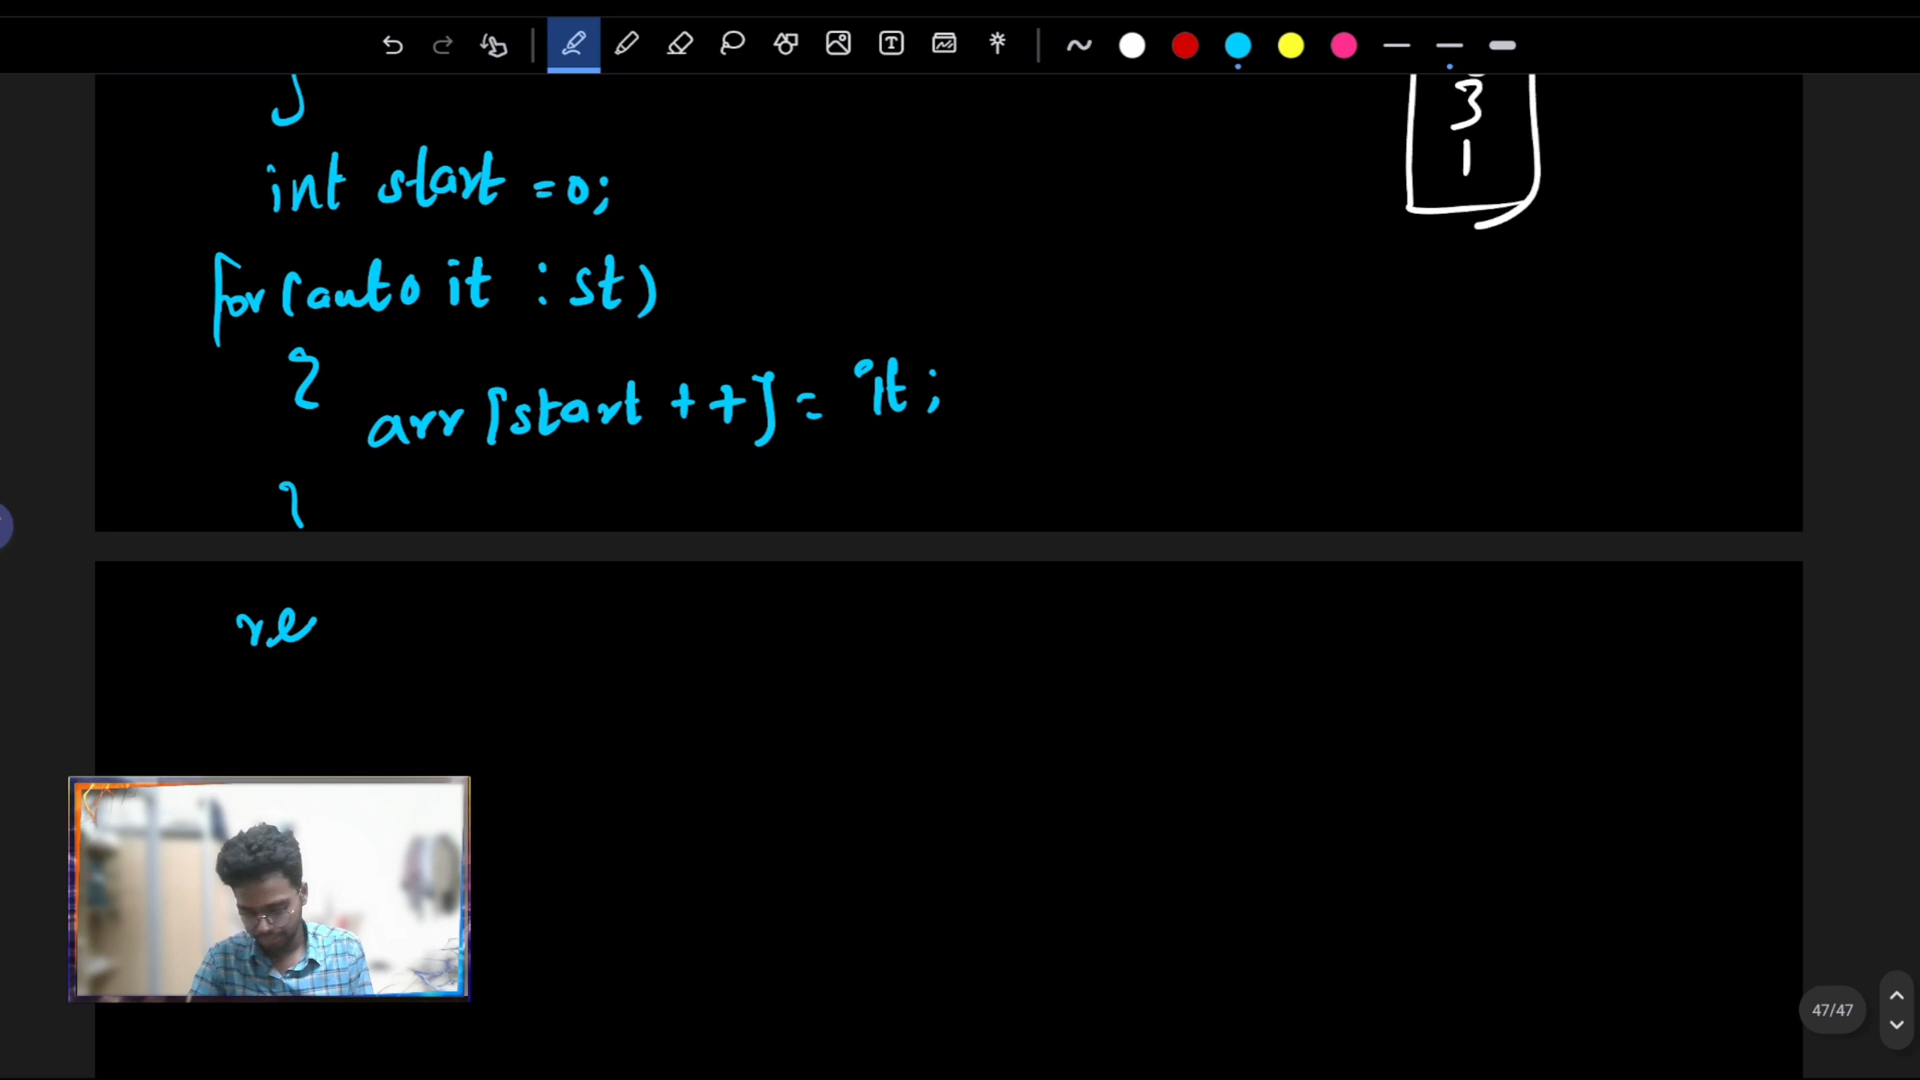 }
3
1
int start =0;
for(auto it : st)
{
arr[start ++]= it;
}
re
47/47